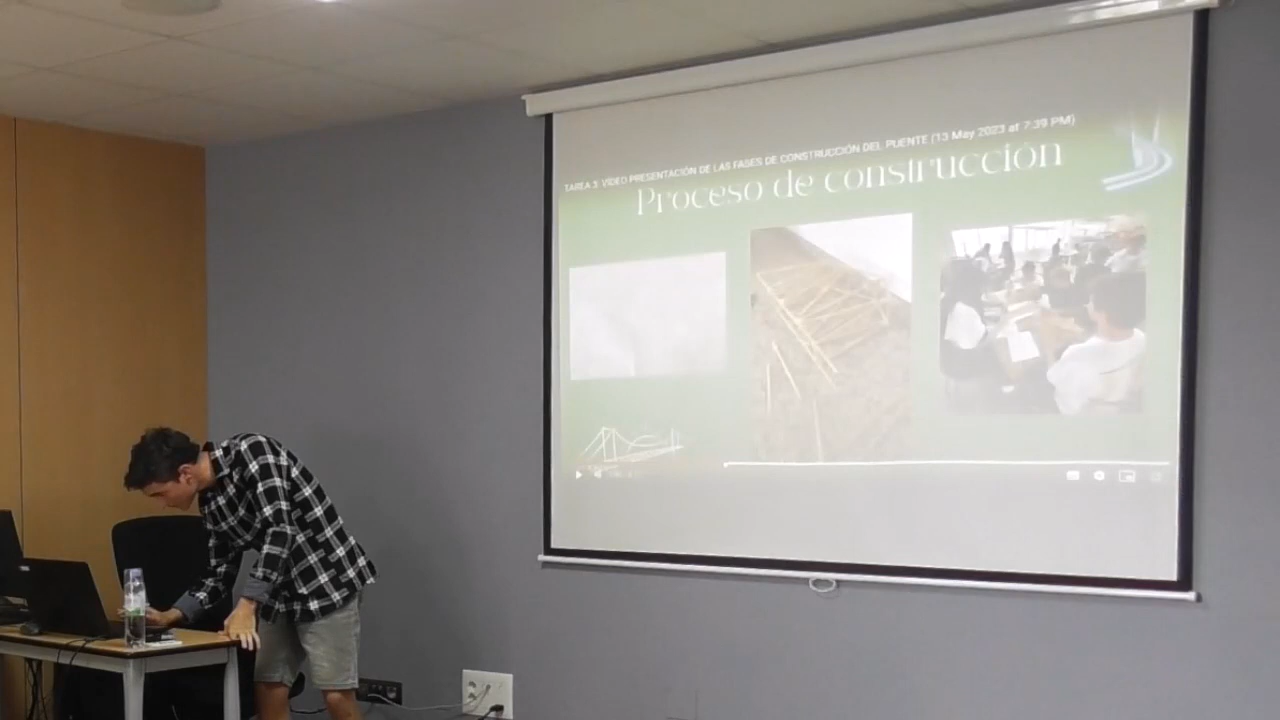 TAREA 3: VÍDEO PRESENTACIÓN DE LAS FASES DE CONSTRUCCIÓN DEL PUENTE (13 May 2023 at 7:39 PM)
Proceso de construcción